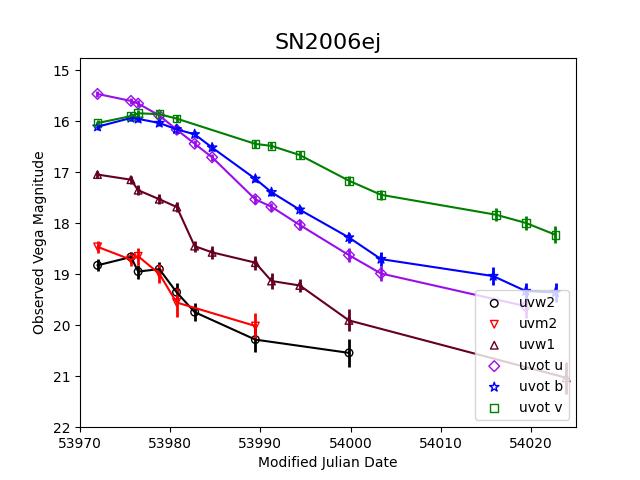 SN2006ej
Observed Vega Magnitude
15
16
17
18
19
20
21
22
53970
53980
53990
54000
54010
54020
Modified Julian Date
uvw2
uvm2
uvw1
uvot u
uvot b
uvot v